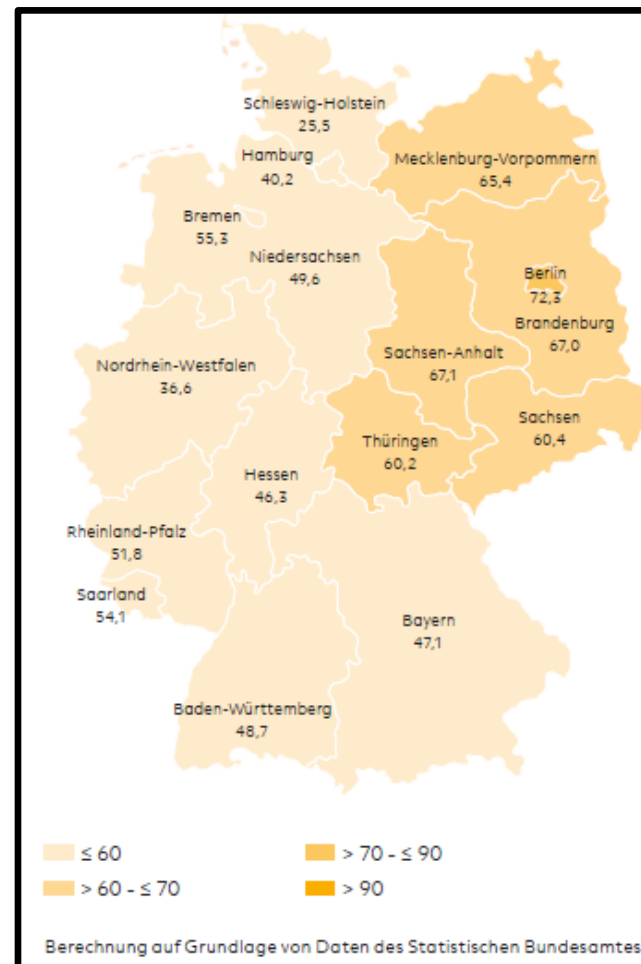 Schleswig-Holstein
25,5
Hamburg
40,2
Mecklenburg-Vorpommern
65,4
Bremen
55,3
Niedersachsen
49,6
Berlin
72,3
Brandenburg
67,0
Nordrhein-Westfalen
36,6
Sachsen-Anhalt
67,1
Sachsen
60,4
Thüringen
60,2
Hessen
46,3
Rheinland-Pfalz
51,8
Saarland
54,1
Bayern
47,1
Baden-Württemberg
48,7
≤ 60
> 70 - ≤ 90
> 60 - ≤ 70
> 90
Berechnung auf Grundlage von Daten des Statistischen Bundesamtes